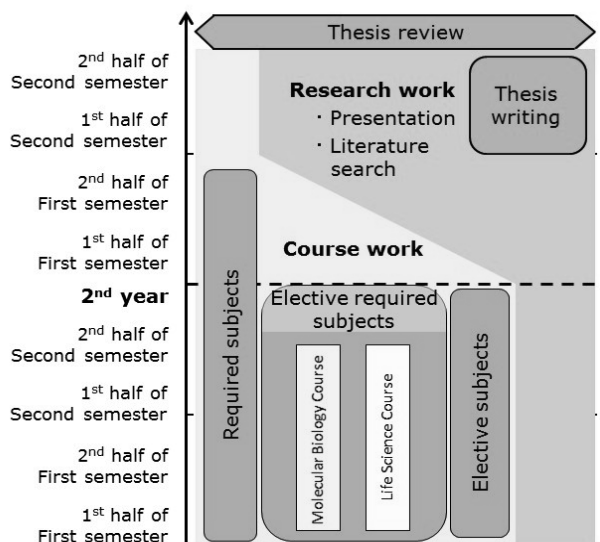 Thesis review
2nd half of
Second semester
1st half of
Second semester
2nd half of
First semester
1st half of
First semester
2nd year
2nd half of
Second semester
1st half of
Second semester
2nd half of
First semester
1st half of
First semester
Research work
· Presentation
· Literature
search
Thesis
writing
Course work
Required subjects
Elective required
subjects
Molecular Biology Course
Life Science Course
Elective subjects